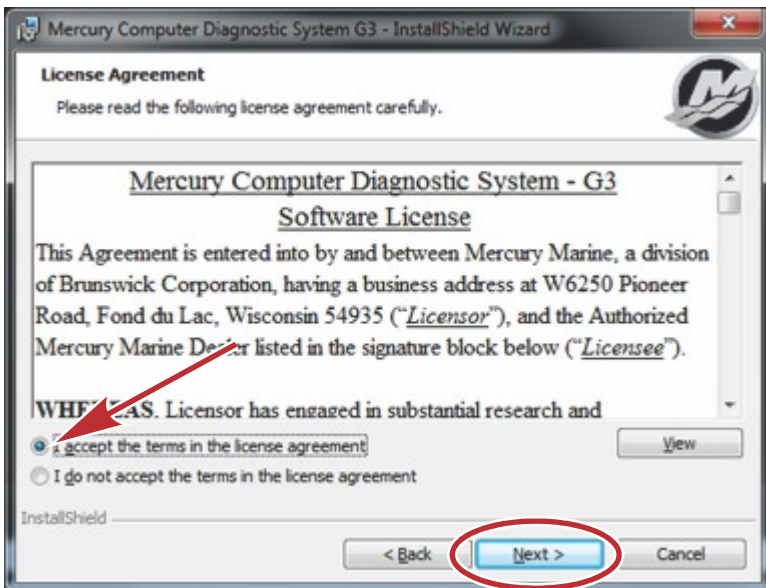 Mercury Computer Diagnostic System G3 - InstallShield Wizard
License Agreement
Please read the following license agreement carefully.
Mercury Computer Diagnostic System - G3
Software License
This Agreement is entered into by and between Mercury Marine, a division
of Brunswick Corporation, having a business address at W6250 Pioneer
Road, Fond du Lac, Wisconsin 54935 (“Licensor”), and the Authorized
Mercury Marine Dealer listed in the signature block below (“Licensee”).
WHEREAS, Licensor has engaged in substantial research and
I accept the terms in the license agreement
View
I do not accept the terms in the license agreement
InstallShield
< Back
Next >
Cancel